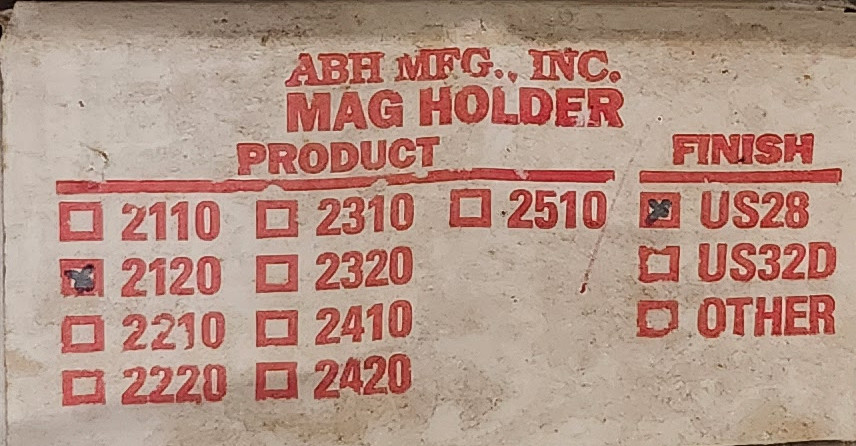 ABH MFG., INC.
MAG HOLDER
PRODUCT FINISH
2110 2310 2510 US28
2120 2320 US32D
2210 2410 OTHER
2220 2420